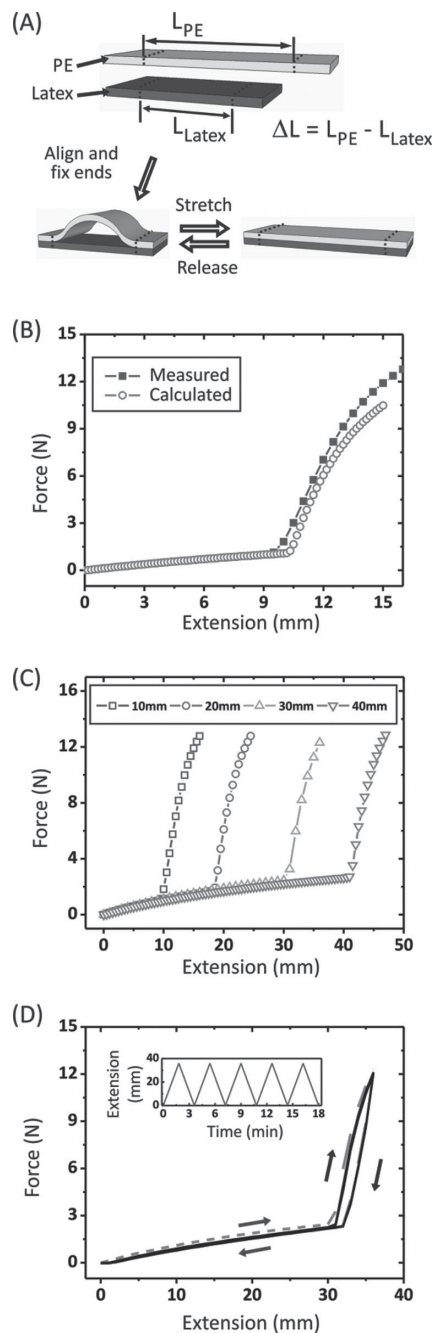 (A)
L_PE
PE
Latex
L_Latex
ΔL = L_PE - L_Latex
Align and
fix ends
Stretch
Release
(B)
15
12
9
6
3
0
Force (N)
Measured
Calculated
0 3 6 9 12 15
Extension (mm)
(C)
16
12
8
4
0
Force (N)
10mm 20mm 30mm 40mm
0 10 20 30 40 50
Extension (mm)
(D)
15
12
9
6
3
0
Force (N)
Extension
(mm)
40
20
0
0 3 6 9 12 15 18
Time (min)
0 10 20 30 40
Extension (mm)